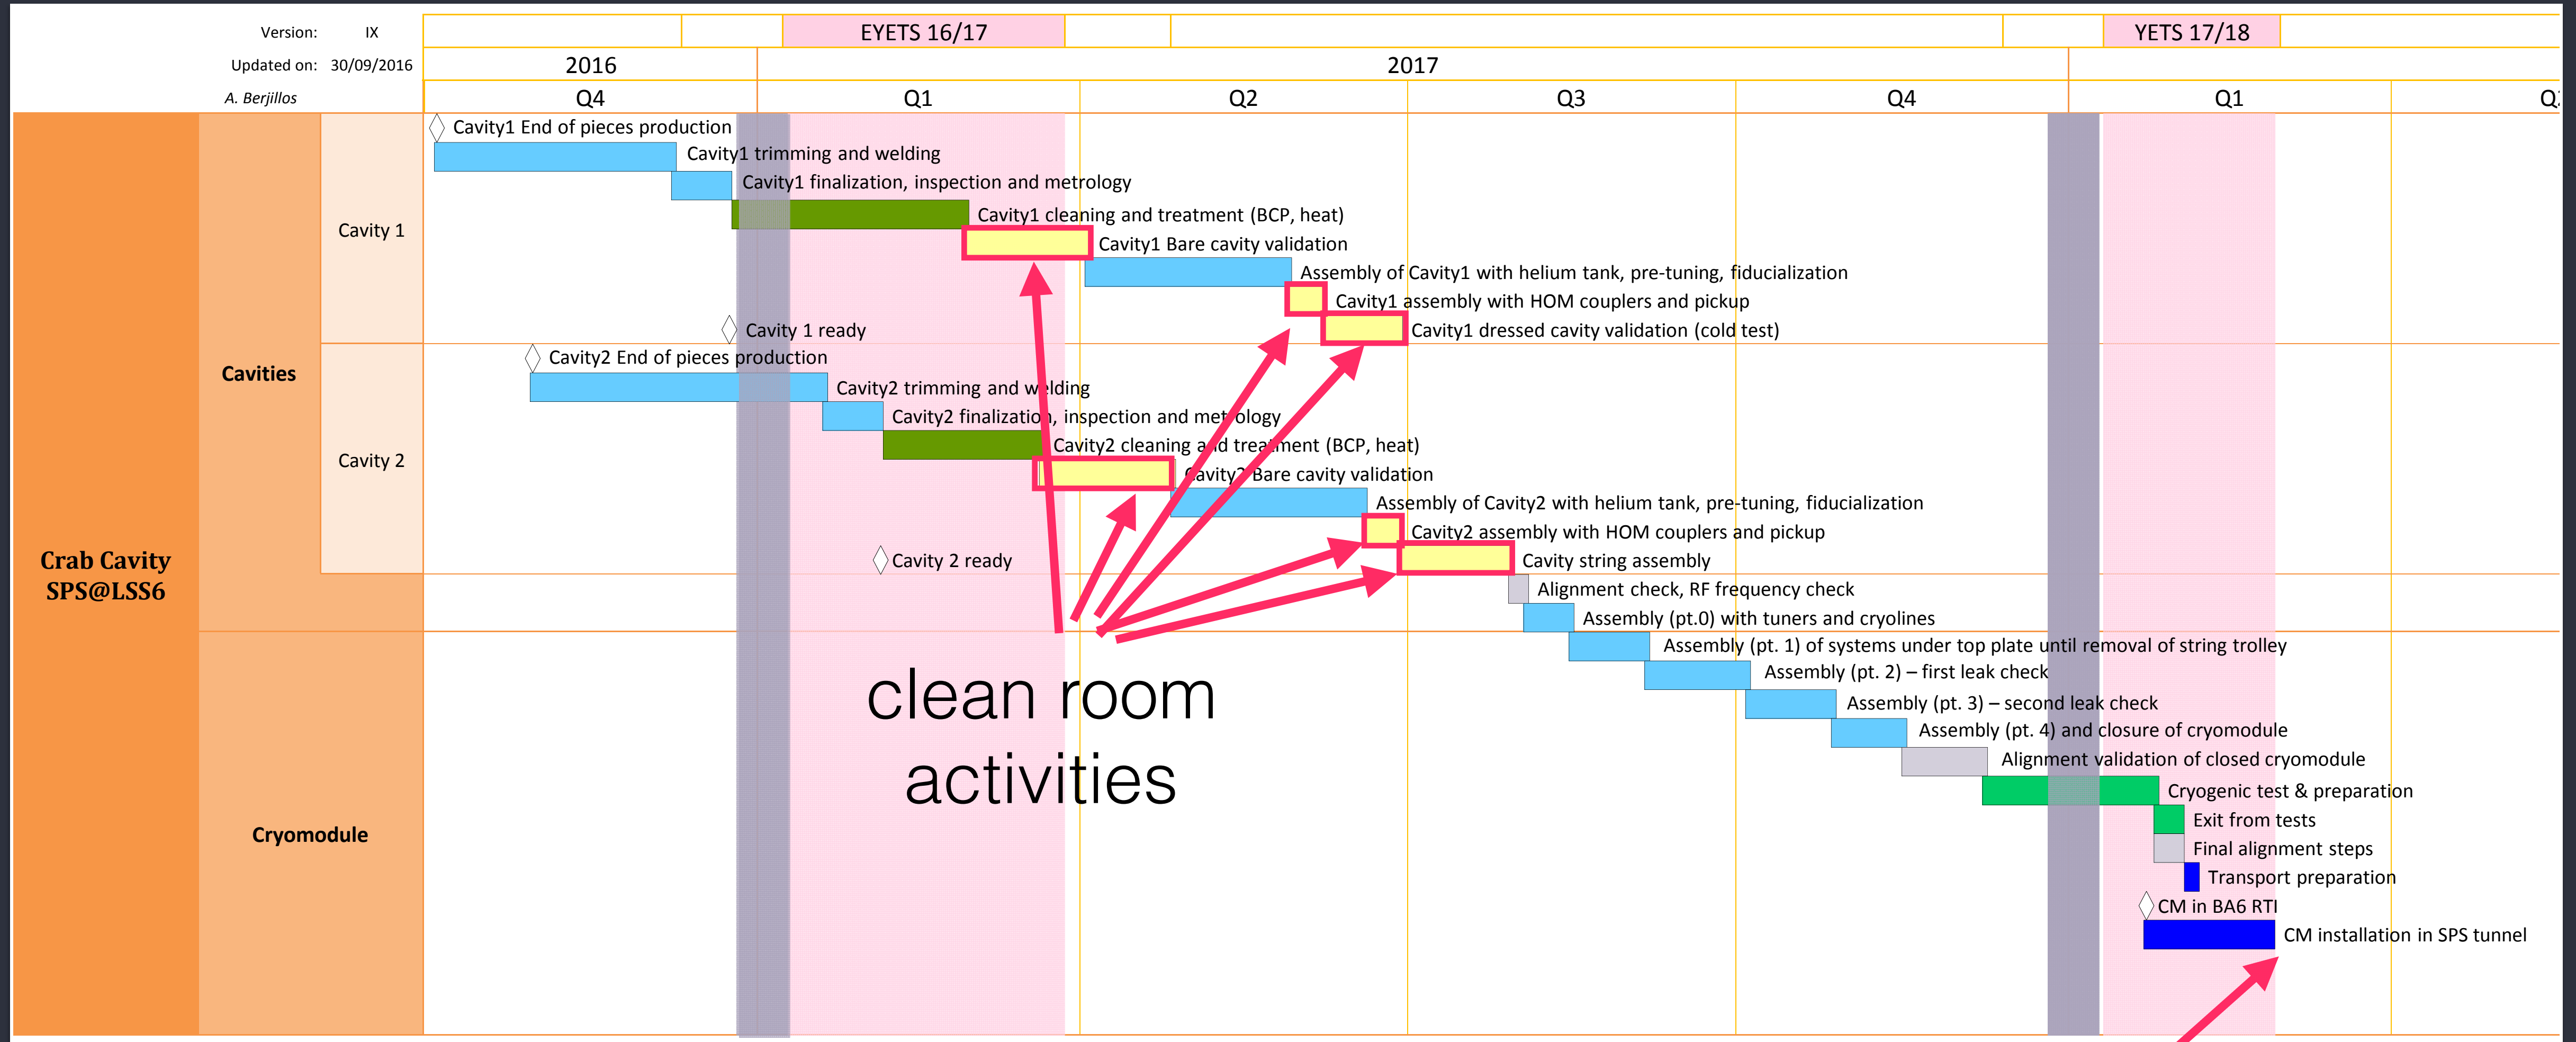 Version: IX
EYETS 16/17
YETS 17/18
Updated on: 30/09/2016
2016
2017
A. Berjillos
Q4
Q1
Q2
Q3
Q4
Q1
Crab Cavity
SPS@LSS6
Cavities
Cavity 1
Cavity1 End of pieces production
Cavity1 trimming and welding
Cavity1 finalization, inspection and metrology
Cavity1 cleaning and treatment (BCP, heat)
Cavity1 Bare cavity validation
Assembly of Cavity1 with helium tank, pre-tuning, fiducialization
Cavity1 assembly with HOM couplers and pickup
Cavity 1 ready
Cavity1 dressed cavity validation (cold test)
Cavity 2
Cavity2 End of pieces production
Cavity2 trimming and welding
Cavity2 finalization, inspection and metrology
Cavity2 cleaning and treatment (BCP, heat)
Cavity2 Bare cavity validation
Assembly of Cavity2 with helium tank, pre-tuning, fiducialization
Cavity2 assembly with HOM couplers and pickup
Cavity 2 ready
Cavity string assembly
Alignment check, RF frequency check
Assembly (pt.0) with tuners and cryolines
Cryomodule
Assembly (pt. 1) of systems under top plate until removal of string trolley
Assembly (pt. 2) – first leak check
Assembly (pt. 3) – second leak check
Assembly (pt. 4) and closure of cryomodule
Alignment validation of closed cryomodule
Cryogenic test & preparation
Exit from tests
Final alignment steps
Transport preparation
CM in BA6 RTI
CM installation in SPS tunnel
clean room
activities